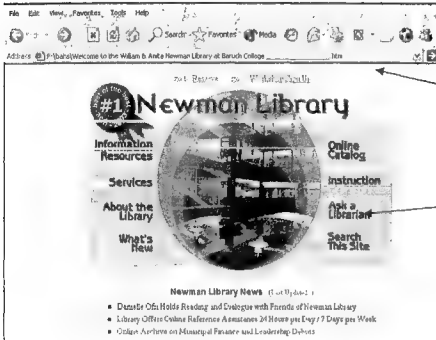 File Edit View Favorites Tools Help
Search Favorites Media
Address F:\bahs\Welcome to the William & Anita Newman Library at Baruch College htm
#1 Newman Library
Information Resources
Services
About the Library
What's New
Online Catalog
Instruction
Ask a Librarian
Search This Site
Newman Library News
Danielle Ofri Holds Reading and Dialogue with Friends of Newman Library
Library Offers Online Reference Assistance 24 Hours per Day / 7 Days per Week
Online Archive on Municipal Finance and Leadership Debuts